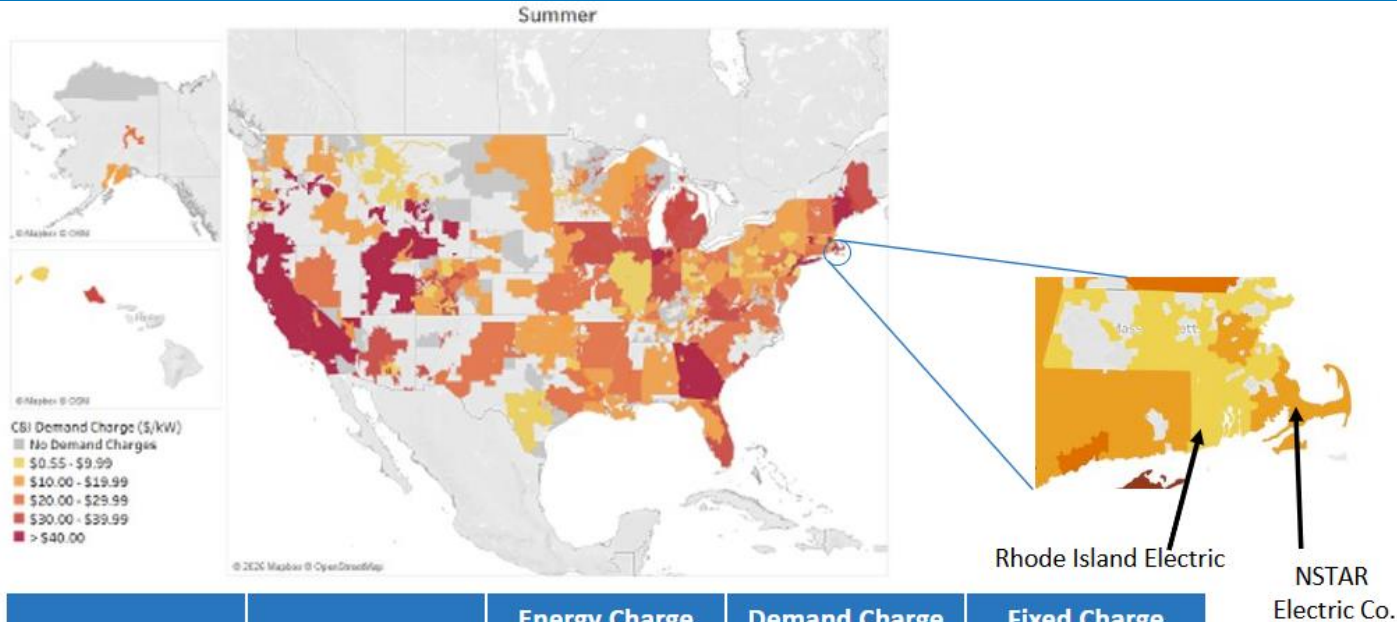 Summer
© Mapbox © OSM
© Mapbox © OSM
C&I Demand Charge ($/kW)
No Demand Charges
$0.55 - $9.99
$10.00 - $19.99
$20.00 - $29.99
$30.00 - $39.99
> $40.00
© 2026 Mapbox © OpenStreetMap
Rhode Island Electric
NSTAR
Electric Co.
Energy Charge
Demand Charge
Fixed Charge